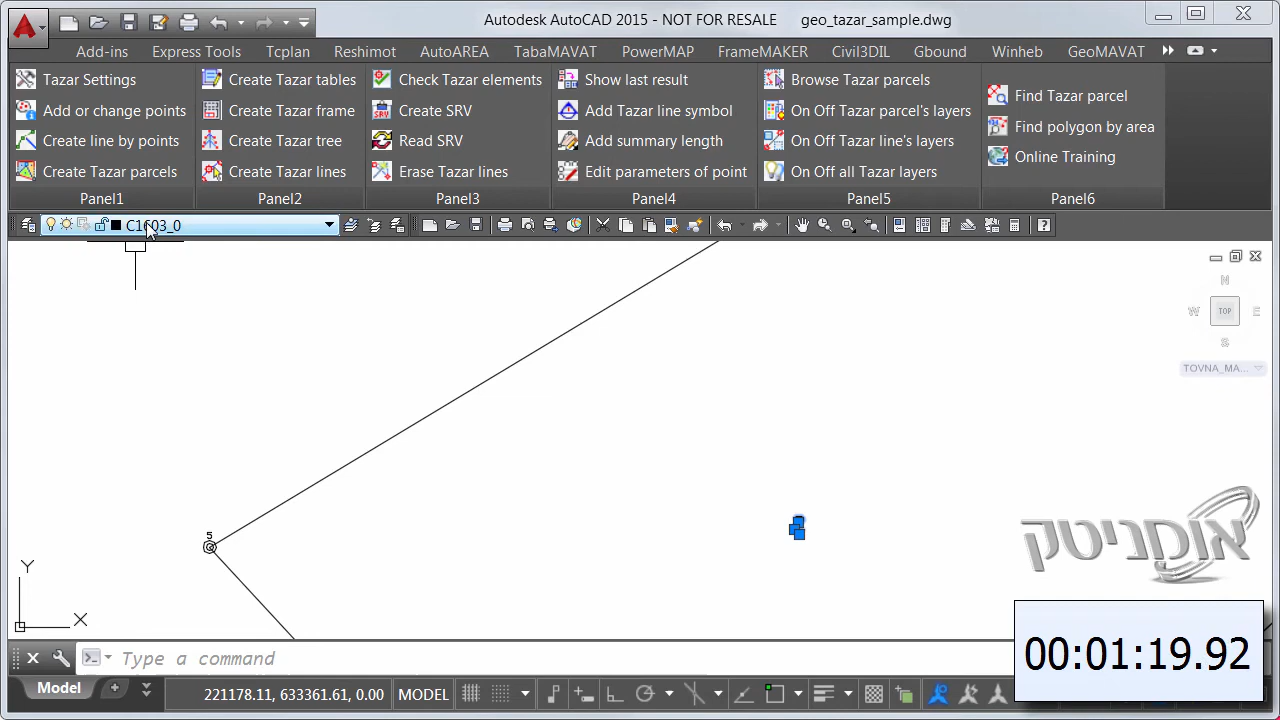 Autodesk AutoCAD 2015 - NOT FOR RESALE geo_tazar_sample.dwg
Add-ins Express Tools Tcplan Reshimot AutoAREA TabaMAVAT PowerMAP FrameMAKER Civil3DIL Gbound Winheb GeoMAVAT
Tazar Settings
Add or change points
Create line by points
Create Tazar parcels
Panel1
Create Tazar tables
Create Tazar frame
Create Tazar tree
Create Tazar lines
Panel2
Check Tazar elements
SRV Create SRV
Read SRV
Erase Tazar lines
Panel3
Show last result
Add Tazar line symbol
Add summary length
Edit parameters of point
Panel4
Browse Tazar parcels
On Off Tazar parcel's layers
On Off Tazar line's layers
On Off all Tazar layers
Panel5
Find Tazar parcel
Find polygon by area
Online Training
Panel6
C1603_0
N
W TOP E
S
TOVNA_MA...
5
אומניטק
Y
X
00:01:19.92
Type a command
Model
221178.11, 633361.61, 0.00 MODEL